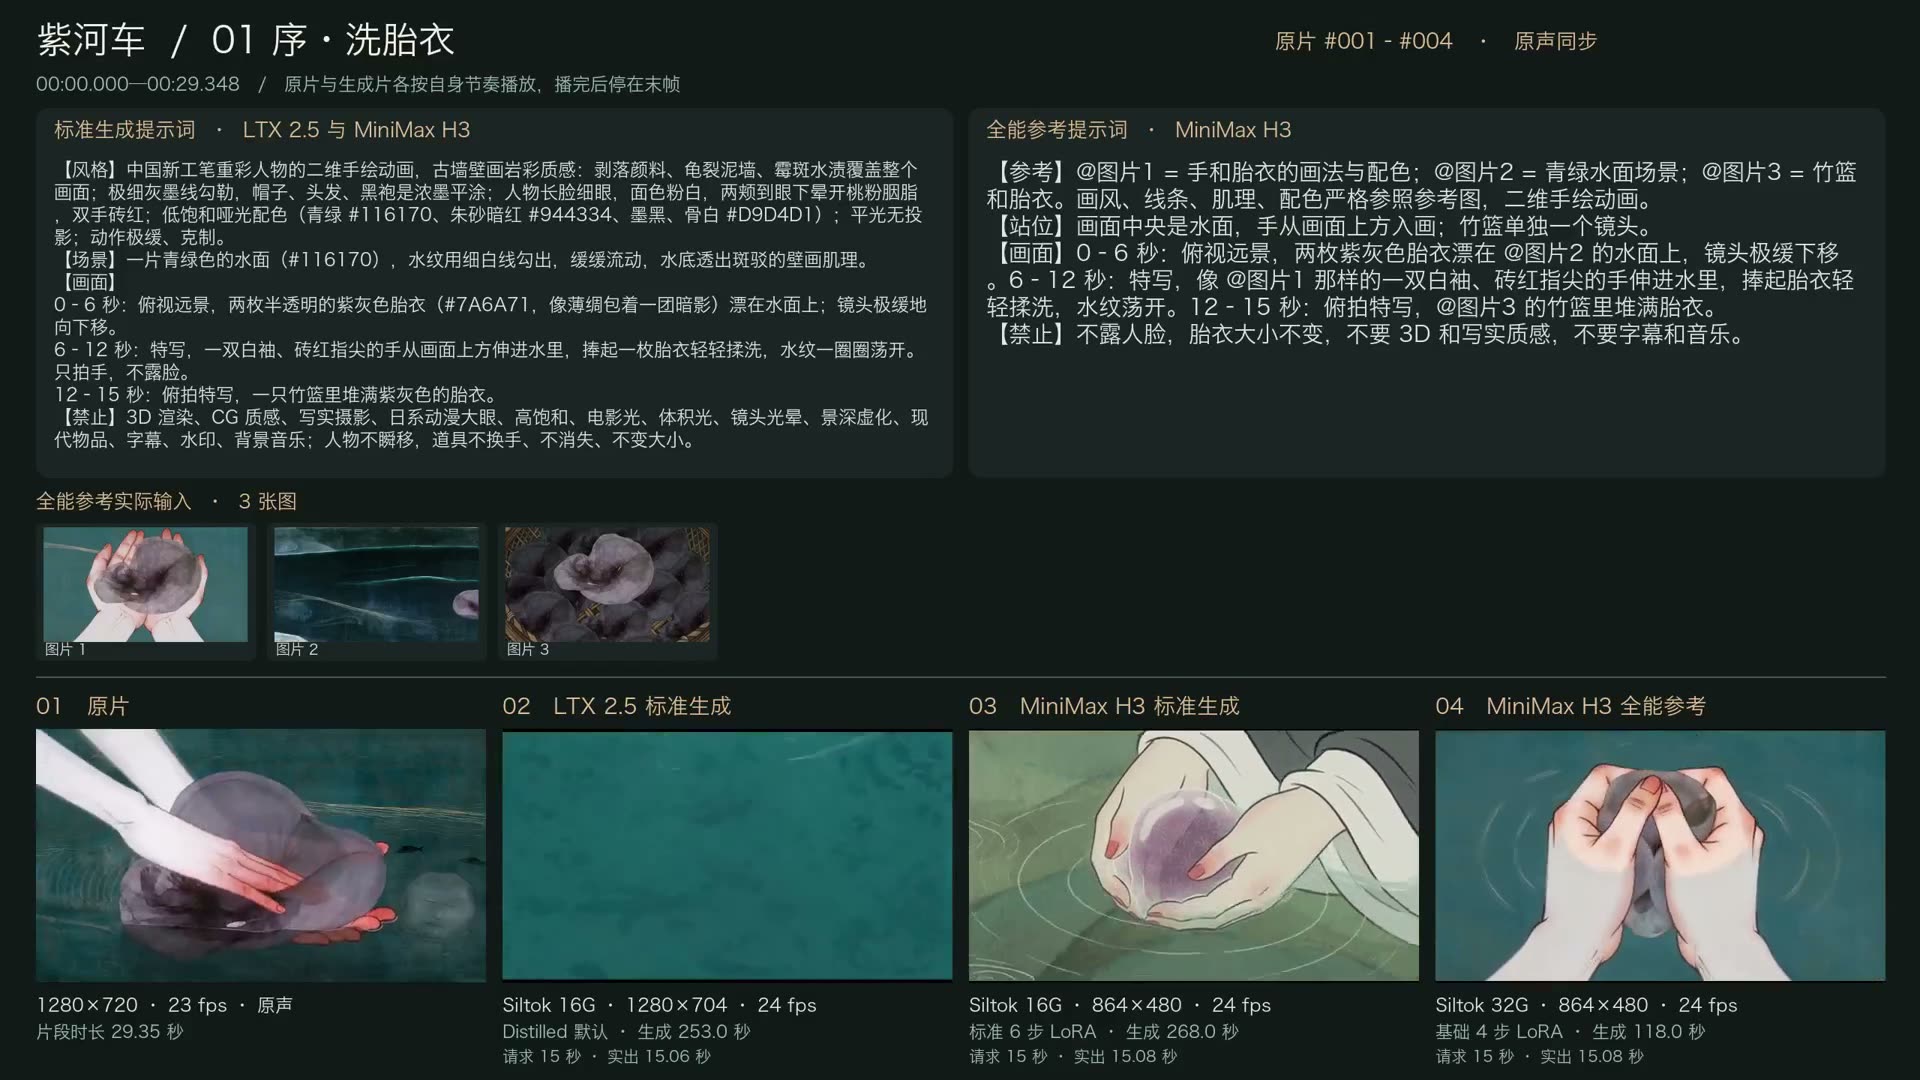 紫河车 / 01 序·洗胎衣
原片 #001 - #004 · 原声同步
00:00.000—00:29.348 / 原片与生成片各按自身节奏播放，播完后停在末帧
标准生成提示词 · LTX 2.5 与 MiniMax H3
【风格】中国新工笔重彩人物的二维手绘动画，古墙壁画岩彩质感：剥落颜料、龟裂泥墙、霉斑水渍覆盖整个
画面；极细灰墨线勾勒，帽子、头发、黑袍是浓墨平涂；人物长脸细眼，面色粉白，两颊到眼下晕开桃粉胭脂
，双手砖红；低饱和哑光配色（青绿 #116170、朱砂暗红 #944334、墨黑、骨白 #D9D4D1）；平光无投
影；动作极缓、克制。
【场景】一片青绿色的水面（#116170），水纹用细白线勾出，缓缓流动，水底透出斑驳的壁画肌理。
【画面】
0 - 6 秒：俯视远景，两枚半透明的紫灰色胎衣（#7A6A71，像薄绸包着一团暗影）漂在水面上；镜头极缓地
向下移。
6 - 12 秒：特写，一双白袖、砖红指尖的手从画面上方伸进水里，捧起一枚胎衣轻轻揉洗，水纹一圈圈荡开。
只拍手，不露脸。
12 - 15 秒：俯拍特写，一只竹篮里堆满紫灰色的胎衣。
【禁止】3D 渲染、CG 质感、写实摄影、日系动漫大眼、高饱和、电影光、体积光、镜头光晕、景深虚化、现
代物品、字幕、水印、背景音乐；人物不瞬移，道具不换手、不消失、不变大小。
全能参考提示词 · MiniMax H3
【参考】@图片1 = 手和胎衣的画法与配色；@图片2 = 青绿水面场景；@图片3 = 竹篮
和胎衣。画风、线条、肌理、配色严格参照参考图，二维手绘动画。
【站位】画面中央是水面，手从画面上方入画；竹篮单独一个镜头。
【画面】0 - 6 秒：俯视远景，两枚紫灰色胎衣漂在 @图片2 的水面上，镜头极缓下移
。6 - 12 秒：特写，像 @图片1 那样的一双白袖、砖红指尖的手伸进水里，捧起胎衣轻
轻揉洗，水纹荡开。12 - 15 秒：俯拍特写，@图片3 的竹篮里堆满胎衣。
【禁止】不露人脸，胎衣大小不变，不要 3D 和写实质感，不要字幕和音乐。
全能参考实际输入 · 3 张图
图片 1
图片 2
图片 3
01 原片
02 LTX 2.5 标准生成
03 MiniMax H3 标准生成
04 MiniMax H3 全能参考
1280×720 · 23 fps · 原声
片段时长 29.35 秒
Siltok 16G · 1280×704 · 24 fps
Distilled 默认 · 生成 253.0 秒
请求 15 秒 · 实出 15.06 秒
Siltok 16G · 864×480 · 24 fps
标准 6 步 LoRA · 生成 268.0 秒
请求 15 秒 · 实出 15.08 秒
Siltok 32G · 864×480 · 24 fps
基础 4 步 LoRA · 生成 118.0 秒
请求 15 秒 · 实出 15.08 秒